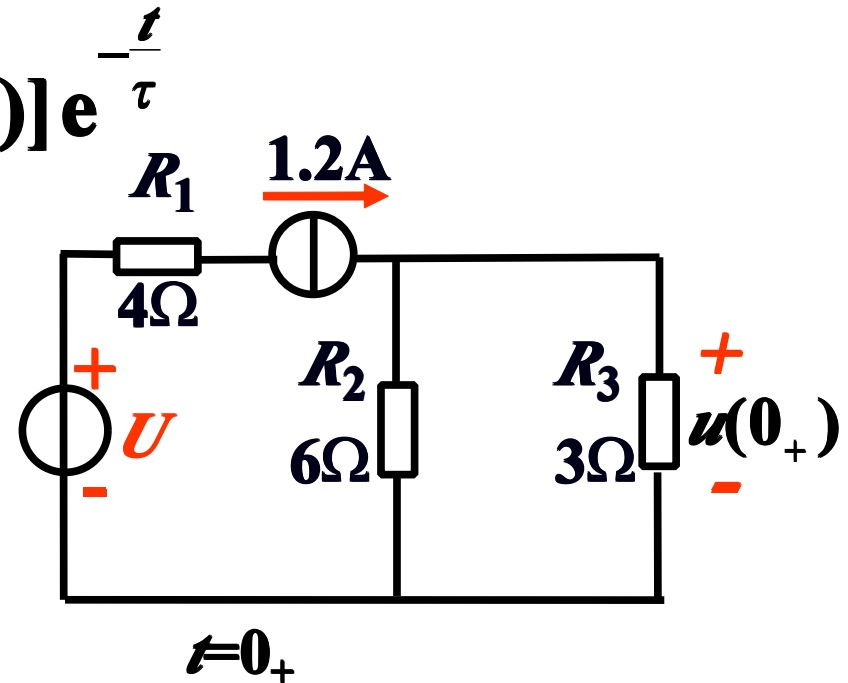 )] e^{-t/τ}
R₁ 1.2A
4Ω
+
U
-
R₂
6Ω
R₃
3Ω
+
u(0₊)
-
t=0₊